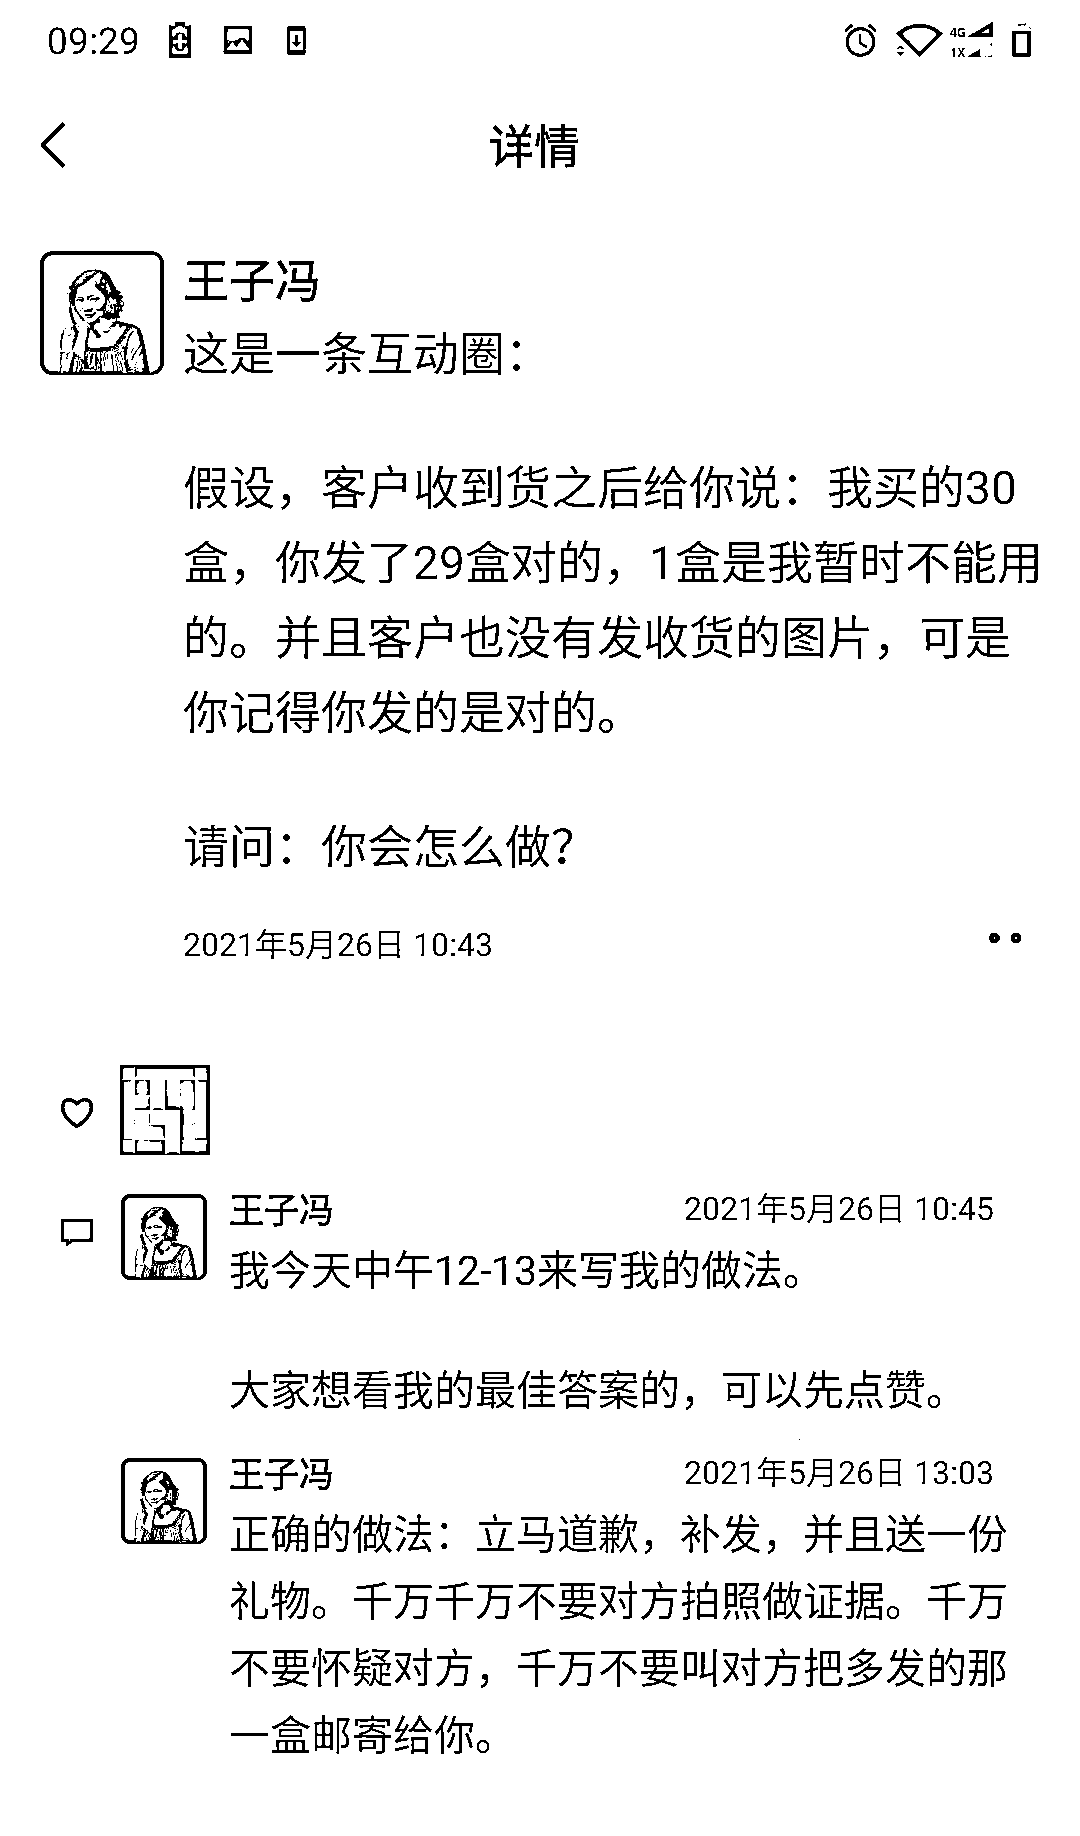 09:29
4G
1X
详情
王子冯
这是一条互动圈：
假设，客户收到货之后给你说：我买的30
盒，你发了29盒对的，1盒是我暂时不能用
的。并且客户也没有发收货的图片，可是
你记得你发的是对的。
请问：你会怎么做？
2021年5月26日 10:43
王子冯
2021年5月26日 10:45
我今天中午12-13来写我的做法。
大家想看我的最佳答案的，可以先点赞。
王子冯
2021年5月26日 13:03
正确的做法：立马道歉，补发，并且送一份
礼物。千万千万不要对方拍照做证据。千万
不要怀疑对方，千万不要叫对方把多发的那
一盒邮寄给你。